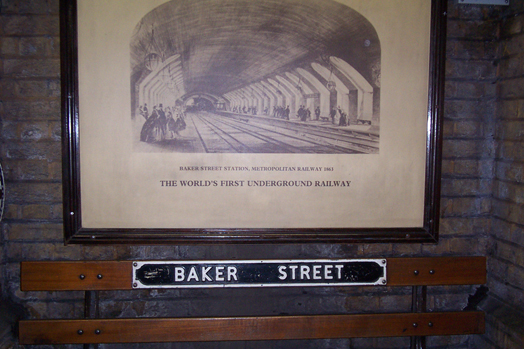 BAKER STREET STATION, METROPOLITAN RAILWAY 1863
THE WORLD'S FIRST UNDERGROUND RAILWAY
BAKER STREET